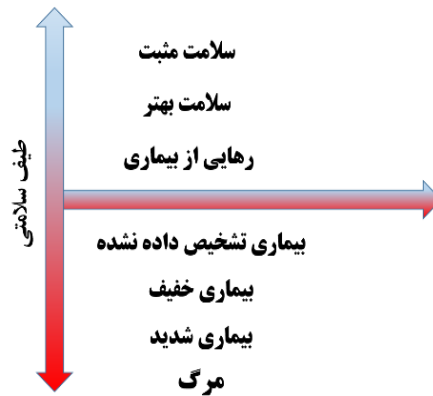 سلامت مثبت
سلامت بهتر
رهایی از بیماری
طیف سلامتی
بیماری تشخیص داده نشده
بیماری خفیف
بیماری شدید
مرگ